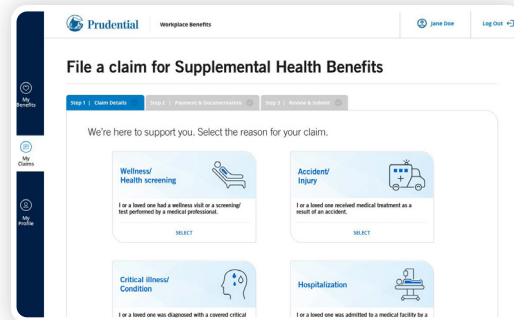 Prudential
Workplace Benefits
Jane Doe
Log Out
My
Benefits
My
Claims
My
Profile
File a claim for Supplemental Health Benefits
Step 1 | Claim Details
Step 2 | Payment & Documentation
Step 3 | Review & Submit
We're here to support you. Select the reason for your claim.
Wellness/
Health screening
I or a loved one had a wellness visit or a screening/
test performed by a medical professional.
SELECT
Accident/
Injury
I or a loved one received medical treatment as a
result of an accident.
SELECT
Critical illness/
Condition
I or a loved one was diagnosed with a covered critical
Hospitalization
I or a loved one was admitted to a medical facility by a